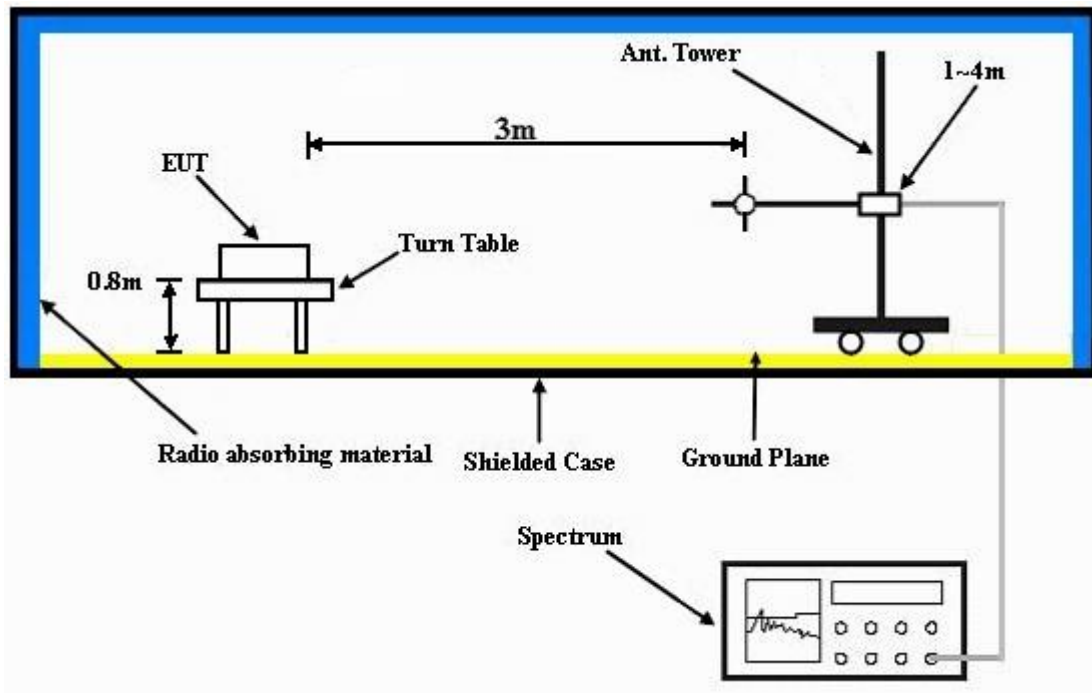 Ant. Tower
1~4m
3m
EUT
Turn Table
0.8m
Radio absorbing material
Shielded Case
Ground Plane
Spectrum